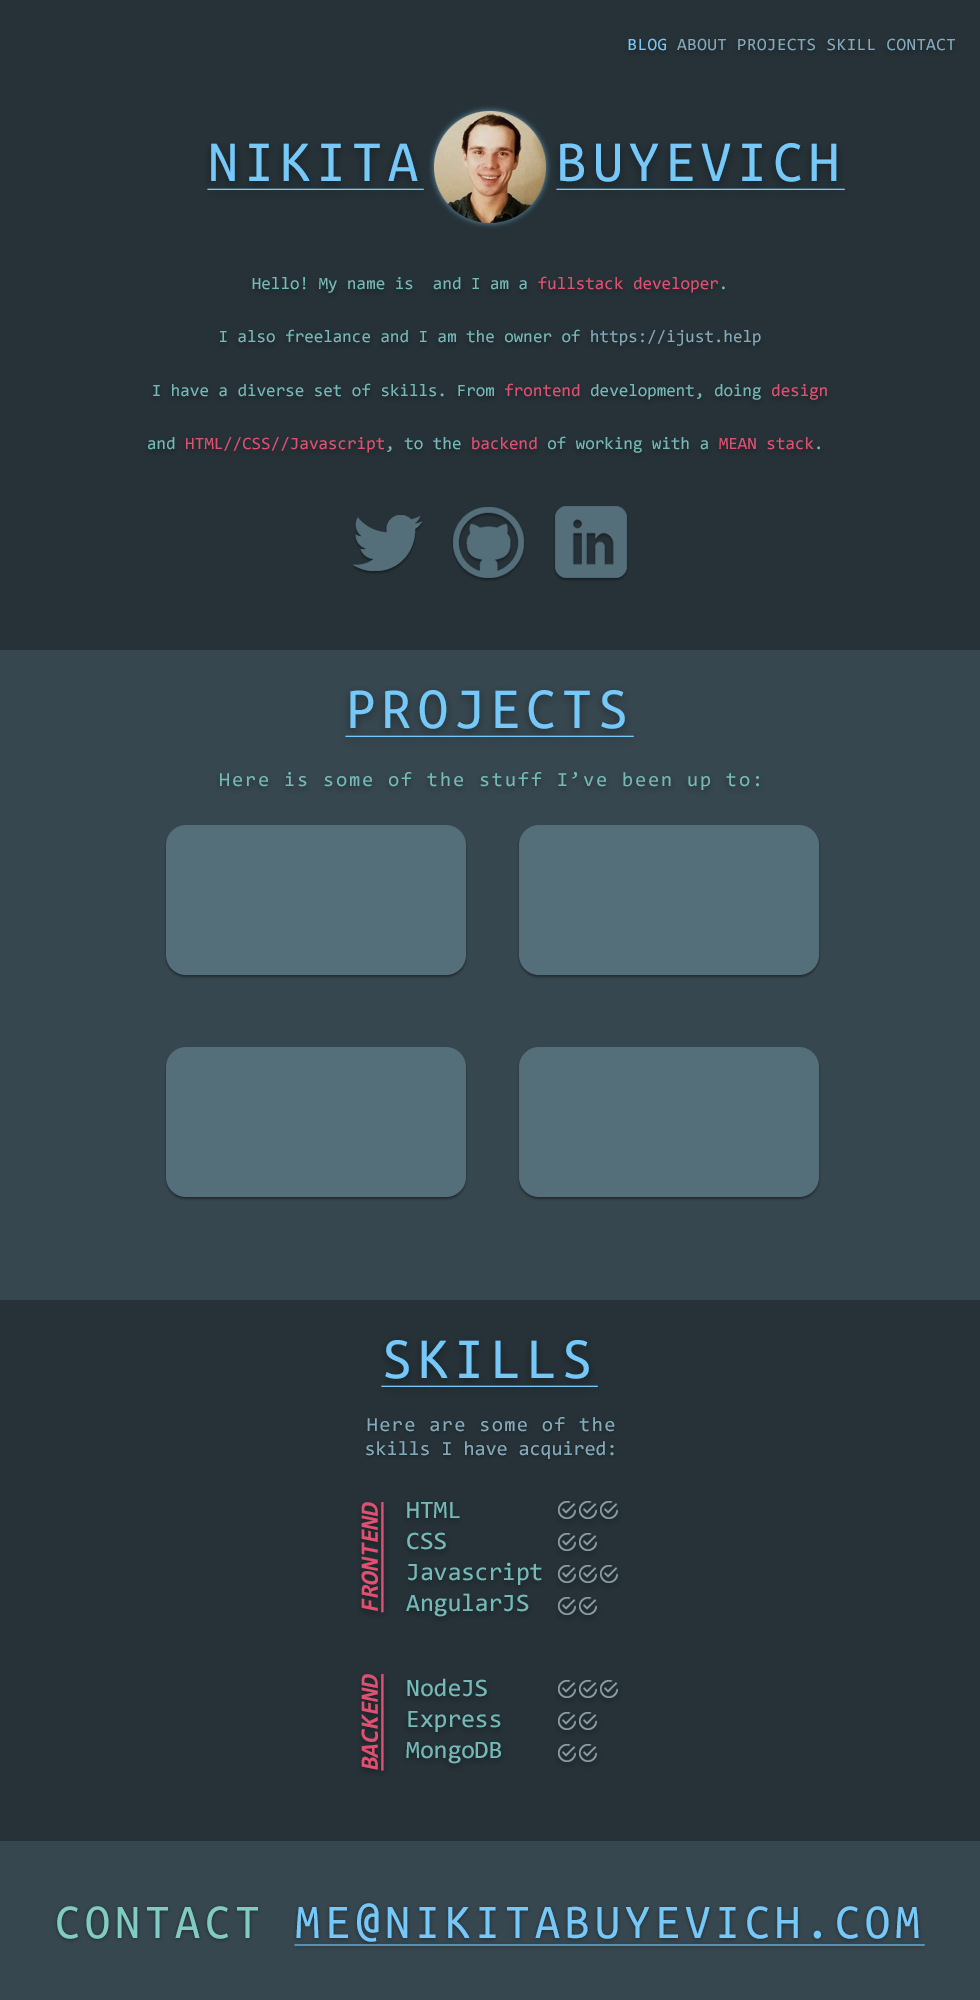 BLOG ABOUT PROJECTS SKILL CONTACT
NIKITA BUYEVICH
Hello! My name is  and I am a fullstack developer.
I also freelance and I am the owner of https://ijust.help
I have a diverse set of skills. From frontend development, doing design
and HTML//CSS//Javascript, to the backend of working with a MEAN stack.
in
PROJECTS
Here is some of the stuff I’ve been up to:
SKILLS
Here are some of the
skills I have acquired:
FRONTEND
HTML
CSS
Javascript
AngularJS
BACKEND
NodeJS
Express
MongoDB
CONTACT ME@NIKITABUYEVICH.COM